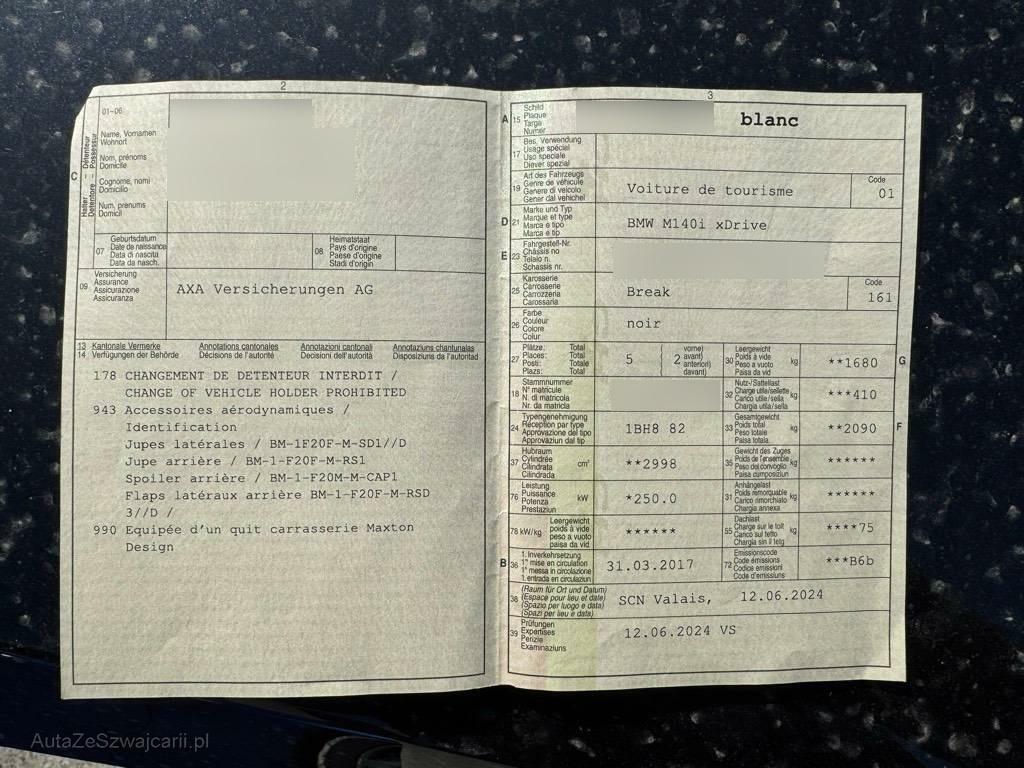 2
01-06
C
Halter - Détenteur
Detentore - Possessur
Name, Vornamen
Wohnort
Nom, prénoms
Domicile
Cognome, nomi
Domicilio
Num, prenums
Domicil
07
Geburtsdatum
Date de naissance
Data di nascita
Data da nasch.
08
Heimatstaat
Pays d'origine
Paese d'origine
Stadi d'origin
09
Versicherung
Assurance
Assicurazione
Assicuranza
AXA Versicherungen AG
13 Kantonale Vermerke Annotations cantonales Annotazioni cantonali Annotaziuns chantunalas
14 Verfügungen der Behörde Décisions de l'autorité Decisioni dell'autorità Disposiziuns da l'autoritad
178 CHANGEMENT DE DETENTEUR INTERDIT /
CHANGE OF VEHICLE HOLDER PROHIBITED
943 Accessoires aérodynamiques /
Identification
Jupes latérales / BM-1F20F-M-SD1//D
Jupe arrière / BM-1-F20F-M-RS1
Spoiler arrière / BM-1-F20M-M-CAP1
Flaps latéraux arrière BM-1-F20F-M-RSD
3//D /
990 Equipée d'un quit carrasserie Maxton
Design
3
A 15
Schild
Plaque
Targa
Numer
blanc
17
Bes. Verwendung
Usage spécial
Uso speciale
Diever spezial
19
Art des Fahrzeugs
Genre de véhicule
Genere di veicolo
Gener dal vehichel
Voiture de tourisme
Code
01
D 21
Marke und Typ
Marque et type
Marca e tipo
Marca e tip
BMW M140i xDrive
E 23
Fahrgestell-Nr.
Châssis no
Telaio n.
Schassis nr.
25
Karosserie
Carrosserie
Carrozzeria
Carossaria
Break
Code
161
26
Farbe
Couleur
Colore
Colur
noir
27
Plätze: Total
Places: Total
Posti: Totale
Plazs: Total
5
2
vorne)
avant)
anteriori)
davant)
30
Leergewicht
Poids à vide
Peso a vuoto
Paisa da vid
kg
**1680
G
18
Stammnummer
N° matricule
N. di matricola
Nr. da matricla
32
Nutz-/Sattellast
Charge utile/sellette
Carico utile/sella
Chargia utila/sella
kg
***410
24
Typengenehmigung
Réception par type
Approvazione del tipo
Approvaziun dal tip
1BH8 82
33
Gesamtgewicht
Poids total
Peso totale
Paisa totala
kg
**2090
F
37
Hubraum
Cylindrée
Cilindrata
Cilindrada
cm³
**2998
35
Gewicht des Zuges
Poids de l'ensemble
Peso del convoglio
Paisa cumposiziun
kg
******
76
Leistung
Puissance
Potenza
Prestaziun
kW
*250.0
31
Anhängelast
Poids remorquable
Carico rimorchiato
Chargia annexa
kg
******
78 kW/kg
Leergewicht
poids à vide
peso a vuoto
paisa da vid
******
55
Dachlast
Charge sur le toit
Carico sul tetto
Chargia sin il tetg
kg
****75
B 36
1. Inverkehrsetzung
1re mise en circulation
1a messa in circolazione
1. entrada en circulaziun
31.03.2017
72
Emissionscode
Code émissions
Codice emissioni
Code d'emissiuns
***B6b
38
(Raum für Ort und Datum)
(Espace pour lieu et date)
(Spazio per luogo e data)
(Spazi per lieu e data)
SCN Valais, 12.06.2024
39
Prüfungen
Expertises
Perizie
Examinaziuns
12.06.2024 VS
AutaZeSzwajcarii.pl